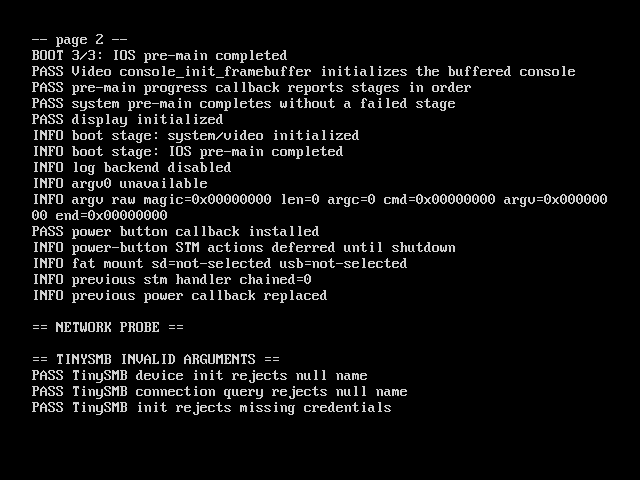 -- page 2 --
BOOT 3/3: IOS pre-main completed
PASS Video console_init_framebuffer initializes the buffered console
PASS pre-main progress callback reports stages in order
PASS system pre-main completes without a failed stage
PASS display initialized
INFO boot stage: system/video initialized
INFO boot stage: IOS pre-main completed
INFO log backend disabled
INFO argv0 unavailable
INFO argv raw magic=0x00000000 len=0 argc=0 cmd=0x00000000 argv=0x000000
00 end=0x00000000
PASS power button callback installed
INFO power-button STM actions deferred until shutdown
INFO fat mount sd=not-selected usb=not-selected
INFO previous stm handler chained=0
INFO previous power callback replaced
== NETWORK PROBE ==
== TINYSMB INVALID ARGUMENTS ==
PASS TinySMB device init rejects null name
PASS TinySMB connection query rejects null name
PASS TinySMB init rejects missing credentials